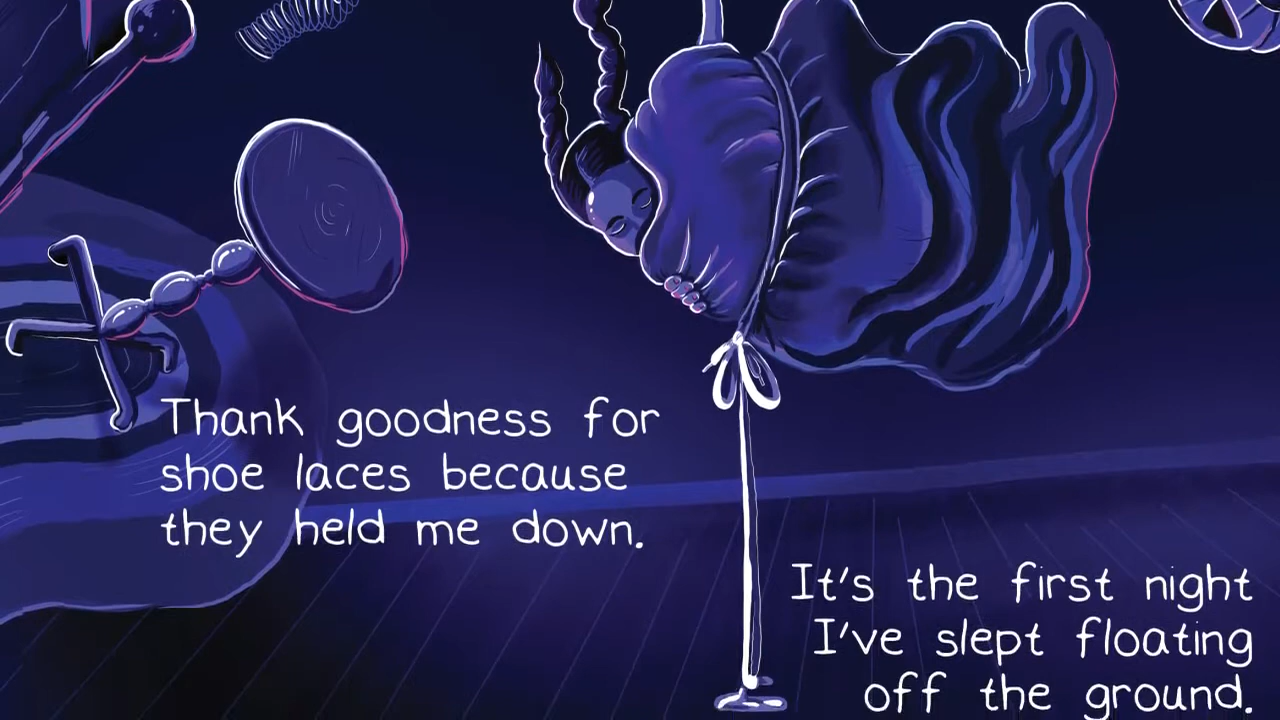 Thank goodness for
shoe laces because
they held me down.
It's the first night
I've slept floating
off the ground.